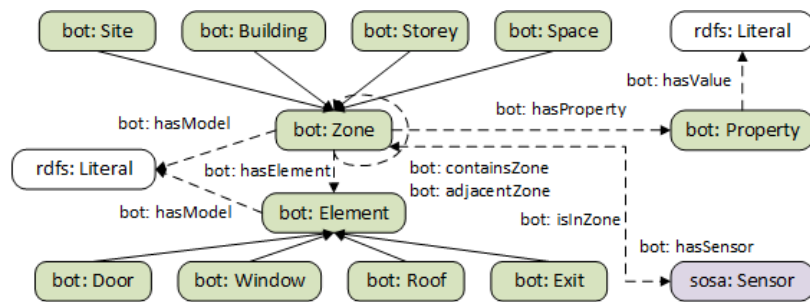 bot: Site
bot: Building
bot: Storey
bot: Space
rdfs: Literal
bot: hasValue
bot: hasProperty
bot: hasModel
bot: Zone
bot: Property
rdfs: Literal
bot: hasElement
bot: containsZone
bot: adjacentZone
bot: hasModel
bot: Element
bot: isInZone
bot: hasSensor
bot: Door
bot: Window
bot: Roof
bot: Exit
sosa: Sensor